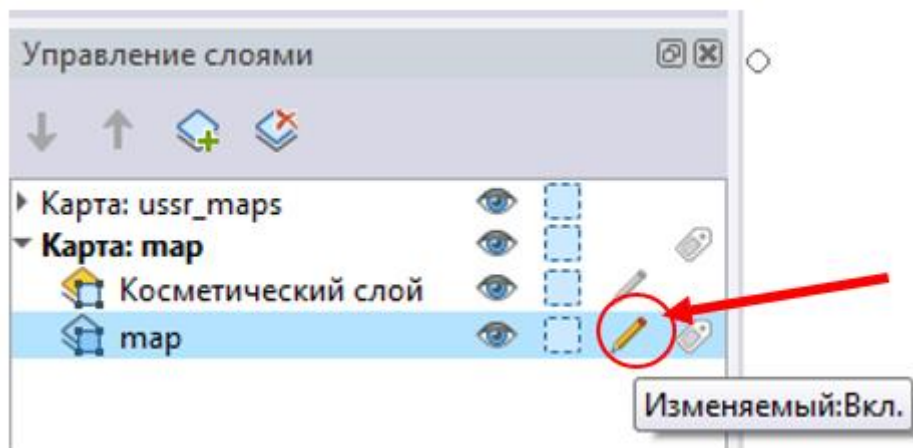 Управление слоями
Карта: ussr_maps
Карта: map
Косметический слой
map
Изменяемый:Вкл.